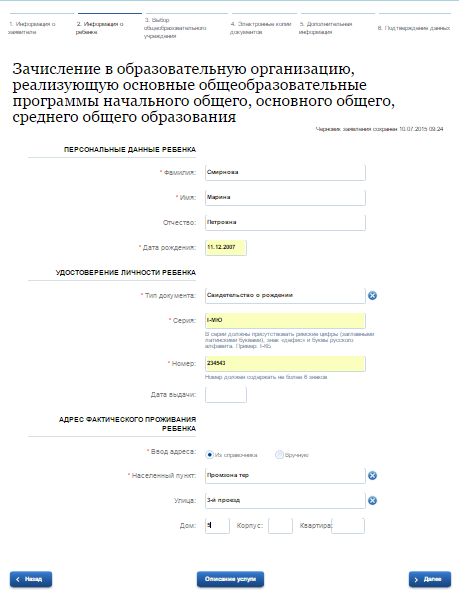 1. Информация о заявителе
2. Информация о ребенке
3. Выбор общеобразовательного учреждения
4. Электронные копии документов
5. Дополнительная информация
6. Подтверждение данных
Зачисление в образовательную организацию,
реализующую основные общеобразовательные
программы начального общего, основного общего,
среднего общего образования
Черновик заявления сохранен 10.07.2015 09:24
ПЕРСОНАЛЬНЫЕ ДАННЫЕ РЕБЕНКА
* Фамилия: Смирнова
* Имя: Марина
Отчество: Петровна
* Дата рождения: 11.12.2007
УДОСТОВЕРЕНИЕ ЛИЧНОСТИ РЕБЕНКА
* Тип документа: Свидетельство о рождении
* Серия: I-МЮ
В серии должны присутствовать римские цифры (заглавными
латинскими буквами), знак «дефис» и буквы русского
алфавита. Пример: I-ЯБ
* Номер: 234543
Номер должен содержать не более 6 знаков
Дата выдачи:
АДРЕС ФАКТИЧЕСКОГО ПРОЖИВАНИЯ
РЕБЕНКА
* Ввод адреса: Из справочника Вручную
* Населенный пункт: Промзона тер
Улица: 3-й проезд
Дом: 5 Корпус: Квартира:
Назад Описание услуги Далее